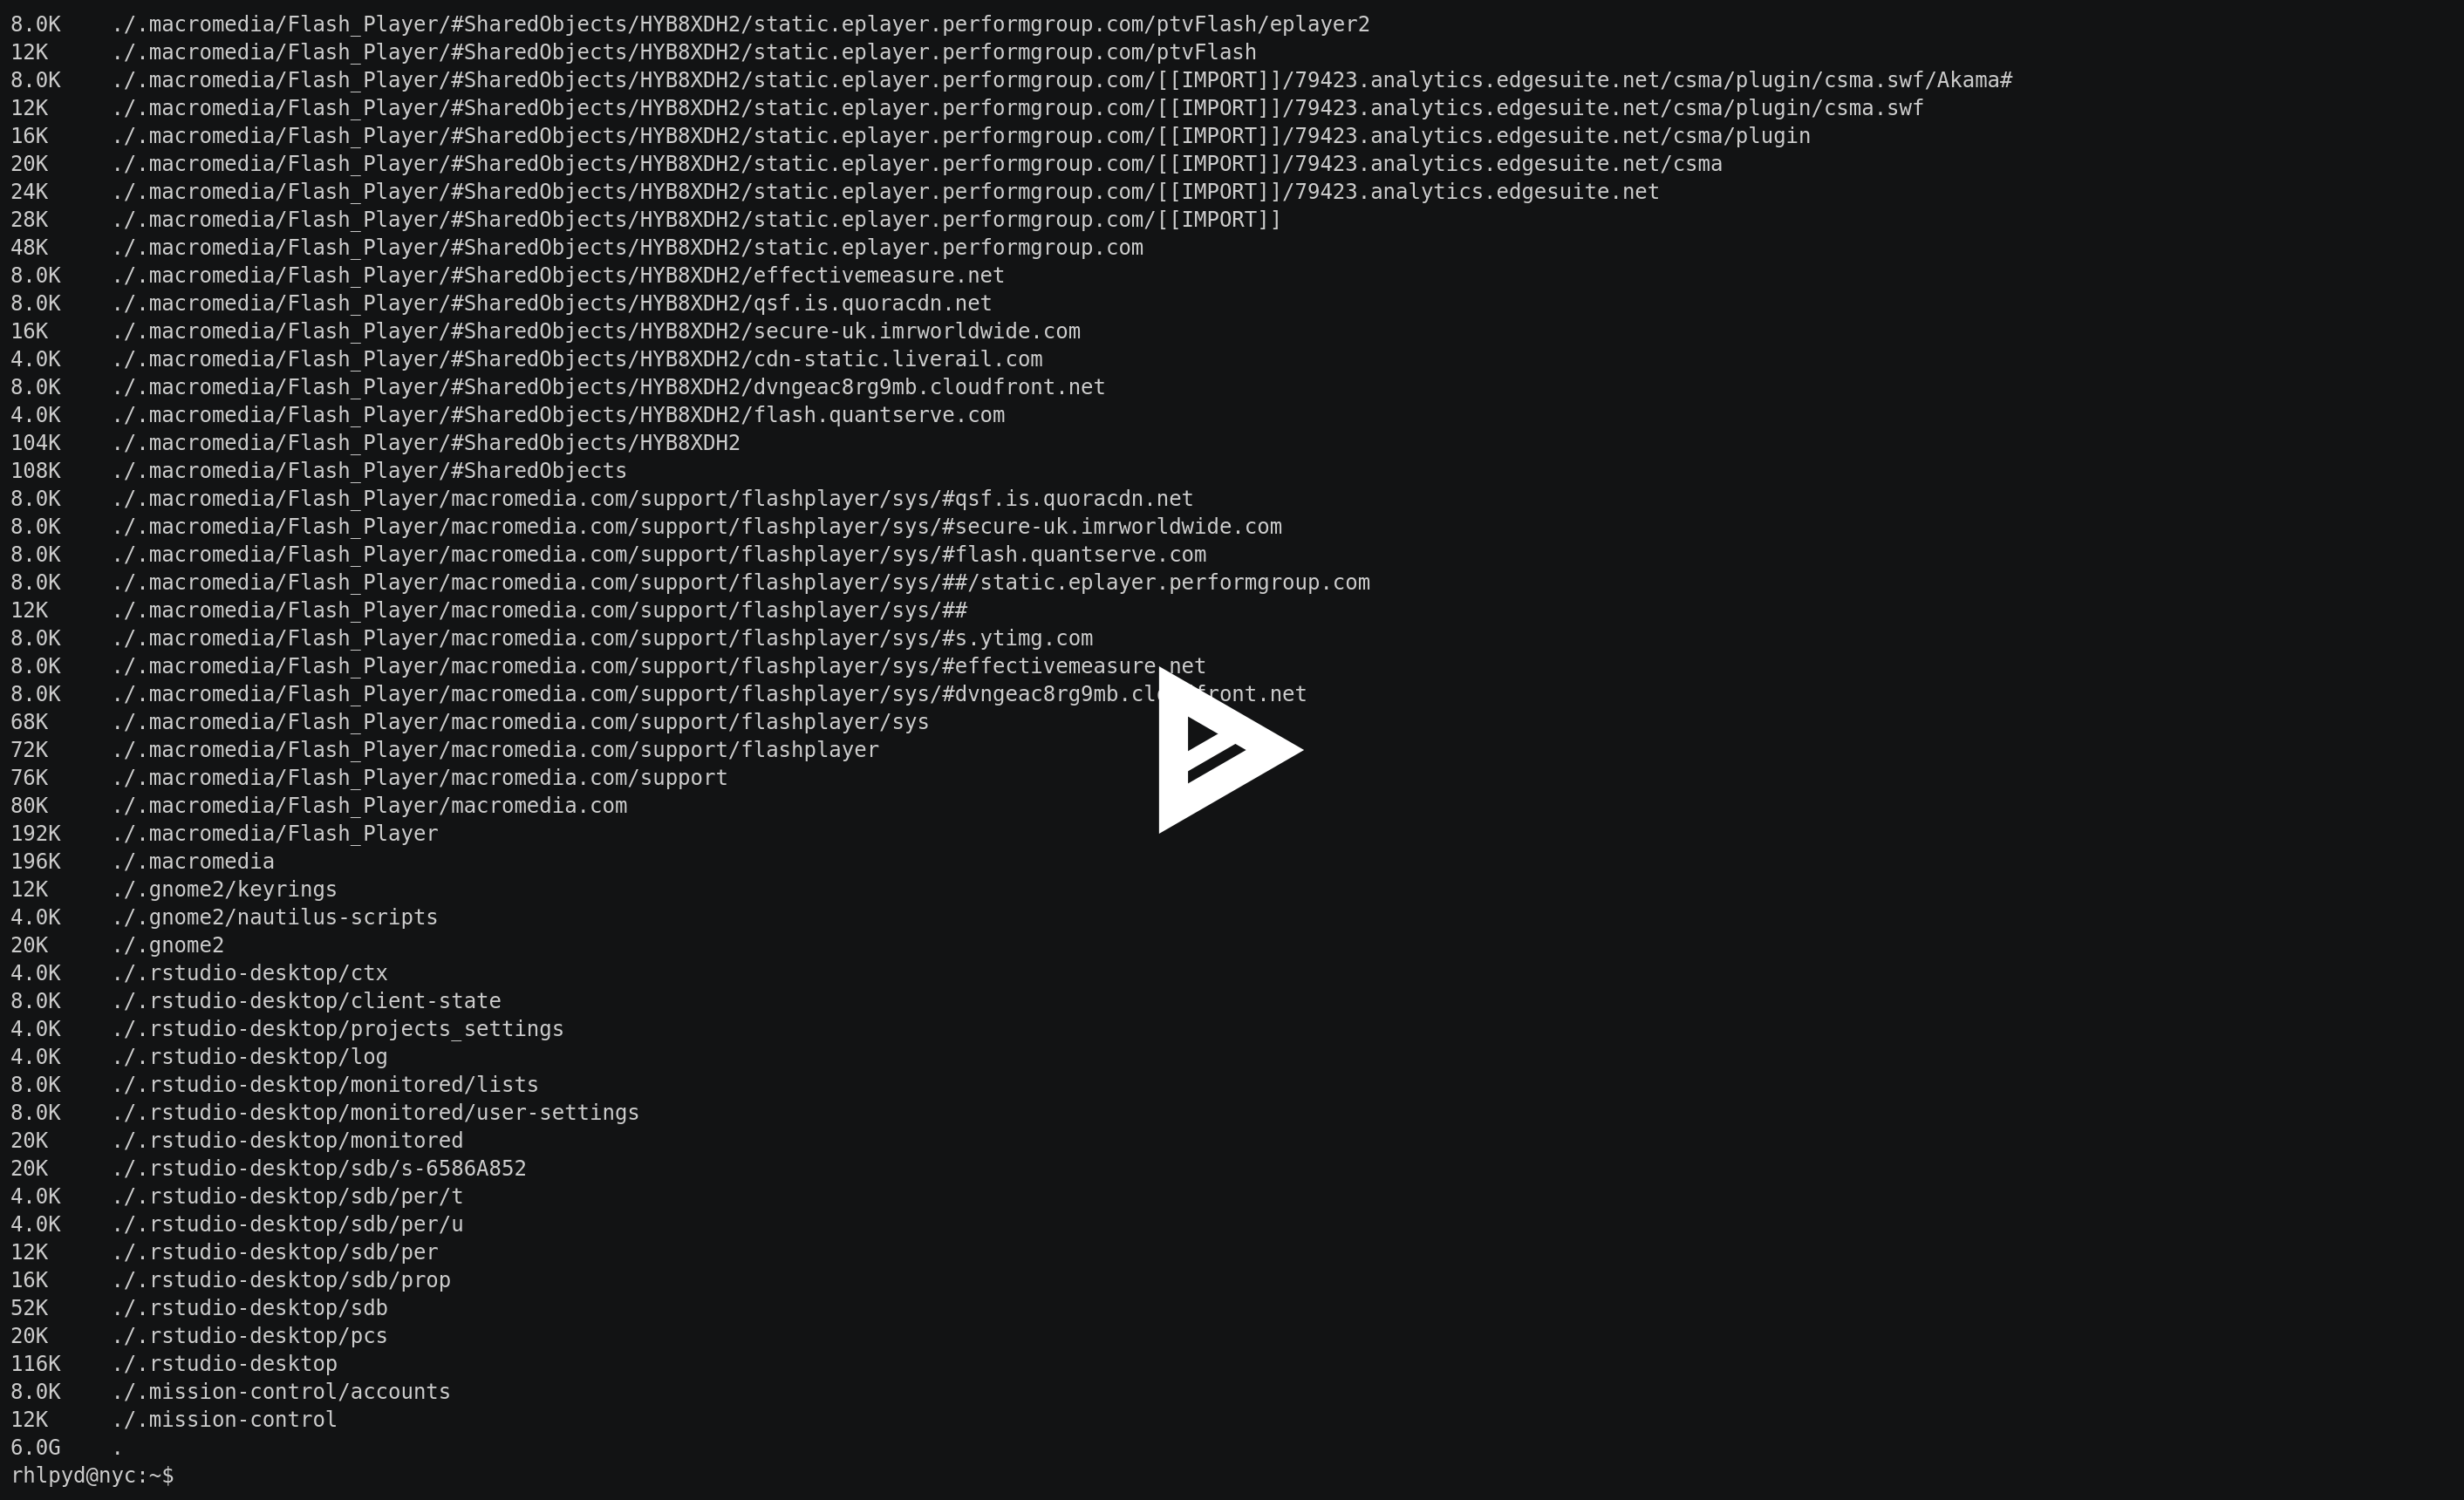 8.0K    ./.macromedia/Flash_Player/#SharedObjects/HYB8XDH2/static.eplayer.performgroup.com/ptvFlash/eplayer2
12K     ./.macromedia/Flash_Player/#SharedObjects/HYB8XDH2/static.eplayer.performgroup.com/ptvFlash
8.0K    ./.macromedia/Flash_Player/#SharedObjects/HYB8XDH2/static.eplayer.performgroup.com/[[IMPORT]]/79423.analytics.edgesuite.net/csma/plugin/csma.swf/Akama#
12K     ./.macromedia/Flash_Player/#SharedObjects/HYB8XDH2/static.eplayer.performgroup.com/[[IMPORT]]/79423.analytics.edgesuite.net/csma/plugin/csma.swf
16K     ./.macromedia/Flash_Player/#SharedObjects/HYB8XDH2/static.eplayer.performgroup.com/[[IMPORT]]/79423.analytics.edgesuite.net/csma/plugin
20K     ./.macromedia/Flash_Player/#SharedObjects/HYB8XDH2/static.eplayer.performgroup.com/[[IMPORT]]/79423.analytics.edgesuite.net/csma
24K     ./.macromedia/Flash_Player/#SharedObjects/HYB8XDH2/static.eplayer.performgroup.com/[[IMPORT]]/79423.analytics.edgesuite.net
28K     ./.macromedia/Flash_Player/#SharedObjects/HYB8XDH2/static.eplayer.performgroup.com/[[IMPORT]]
48K     ./.macromedia/Flash_Player/#SharedObjects/HYB8XDH2/static.eplayer.performgroup.com
8.0K    ./.macromedia/Flash_Player/#SharedObjects/HYB8XDH2/effectivemeasure.net
8.0K    ./.macromedia/Flash_Player/#SharedObjects/HYB8XDH2/qsf.is.quoracdn.net
16K     ./.macromedia/Flash_Player/#SharedObjects/HYB8XDH2/secure-uk.imrworldwide.com
4.0K    ./.macromedia/Flash_Player/#SharedObjects/HYB8XDH2/cdn-static.liverail.com
8.0K    ./.macromedia/Flash_Player/#SharedObjects/HYB8XDH2/dvngeac8rg9mb.cloudfront.net
4.0K    ./.macromedia/Flash_Player/#SharedObjects/HYB8XDH2/flash.quantserve.com
104K    ./.macromedia/Flash_Player/#SharedObjects/HYB8XDH2
108K    ./.macromedia/Flash_Player/#SharedObjects
8.0K    ./.macromedia/Flash_Player/macromedia.com/support/flashplayer/sys/#qsf.is.quoracdn.net
8.0K    ./.macromedia/Flash_Player/macromedia.com/support/flashplayer/sys/#secure-uk.imrworldwide.com
8.0K    ./.macromedia/Flash_Player/macromedia.com/support/flashplayer/sys/#flash.quantserve.com
8.0K    ./.macromedia/Flash_Player/macromedia.com/support/flashplayer/sys/##/static.eplayer.performgroup.com
12K     ./.macromedia/Flash_Player/macromedia.com/support/flashplayer/sys/##
8.0K    ./.macromedia/Flash_Player/macromedia.com/support/flashplayer/sys/#s.ytimg.com
8.0K    ./.macromedia/Flash_Player/macromedia.com/support/flashplayer/sys/#effectivemeasure.net
8.0K    ./.macromedia/Flash_Player/macromedia.com/support/flashplayer/sys/#dvngeac8rg9mb.cloudfront.net
68K     ./.macromedia/Flash_Player/macromedia.com/support/flashplayer/sys
72K     ./.macromedia/Flash_Player/macromedia.com/support/flashplayer
76K     ./.macromedia/Flash_Player/macromedia.com/support
80K     ./.macromedia/Flash_Player/macromedia.com
192K    ./.macromedia/Flash_Player
196K    ./.macromedia
12K     ./.gnome2/keyrings
4.0K    ./.gnome2/nautilus-scripts
20K     ./.gnome2
4.0K    ./.rstudio-desktop/ctx
8.0K    ./.rstudio-desktop/client-state
4.0K    ./.rstudio-desktop/projects_settings
4.0K    ./.rstudio-desktop/log
8.0K    ./.rstudio-desktop/monitored/lists
8.0K    ./.rstudio-desktop/monitored/user-settings
20K     ./.rstudio-desktop/monitored
20K     ./.rstudio-desktop/sdb/s-6586A852
4.0K    ./.rstudio-desktop/sdb/per/t
4.0K    ./.rstudio-desktop/sdb/per/u
12K     ./.rstudio-desktop/sdb/per
16K     ./.rstudio-desktop/sdb/prop
52K     ./.rstudio-desktop/sdb
20K     ./.rstudio-desktop/pcs
116K    ./.rstudio-desktop
8.0K    ./.mission-control/accounts
12K     ./.mission-control
6.0G    .
rhlpyd@nyc:~$